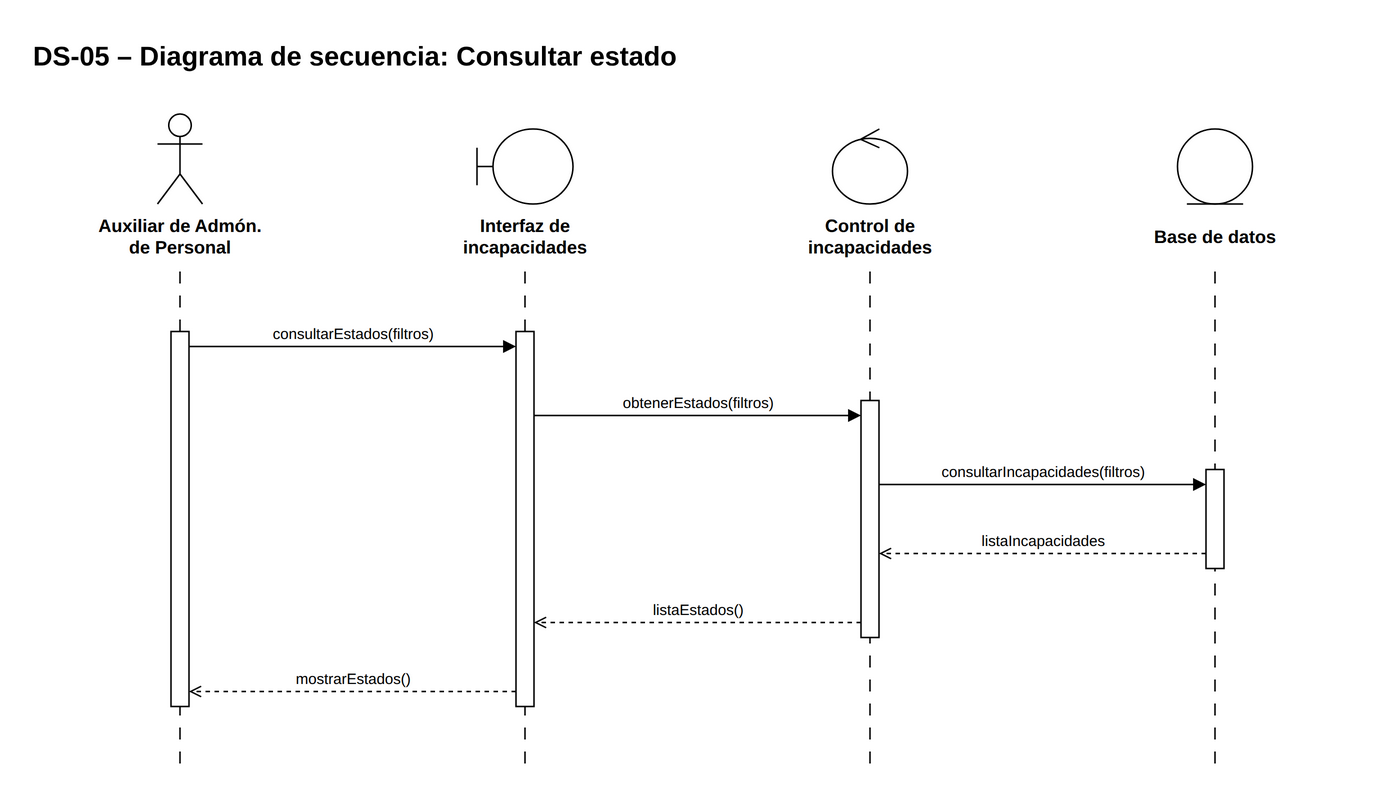 DS-05 – Diagrama de secuencia: Consultar estado
Auxiliar de Admón.
de Personal
Interfaz de
incapacidades
Control de
incapacidades
Base de datos
consultarEstados(filtros)
obtenerEstados(filtros)
consultarIncapacidades(filtros)
listaIncapacidades
listaEstados()
mostrarEstados()